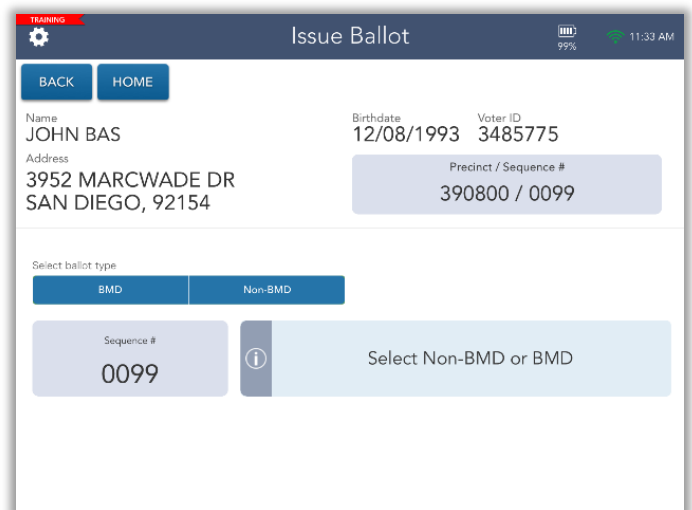 TRAINING
Issue Ballot
99%
11:33 AM
BACK
HOME
Name
JOHN BAS
Birthdate
12/08/1993
Voter ID
3485775
Address
3952 MARCWADE DR
SAN DIEGO, 92154
Precinct / Sequence #
390800 / 0099
Select ballot type
BMD
Non-BMD
Sequence #
0099
Select Non-BMD or BMD